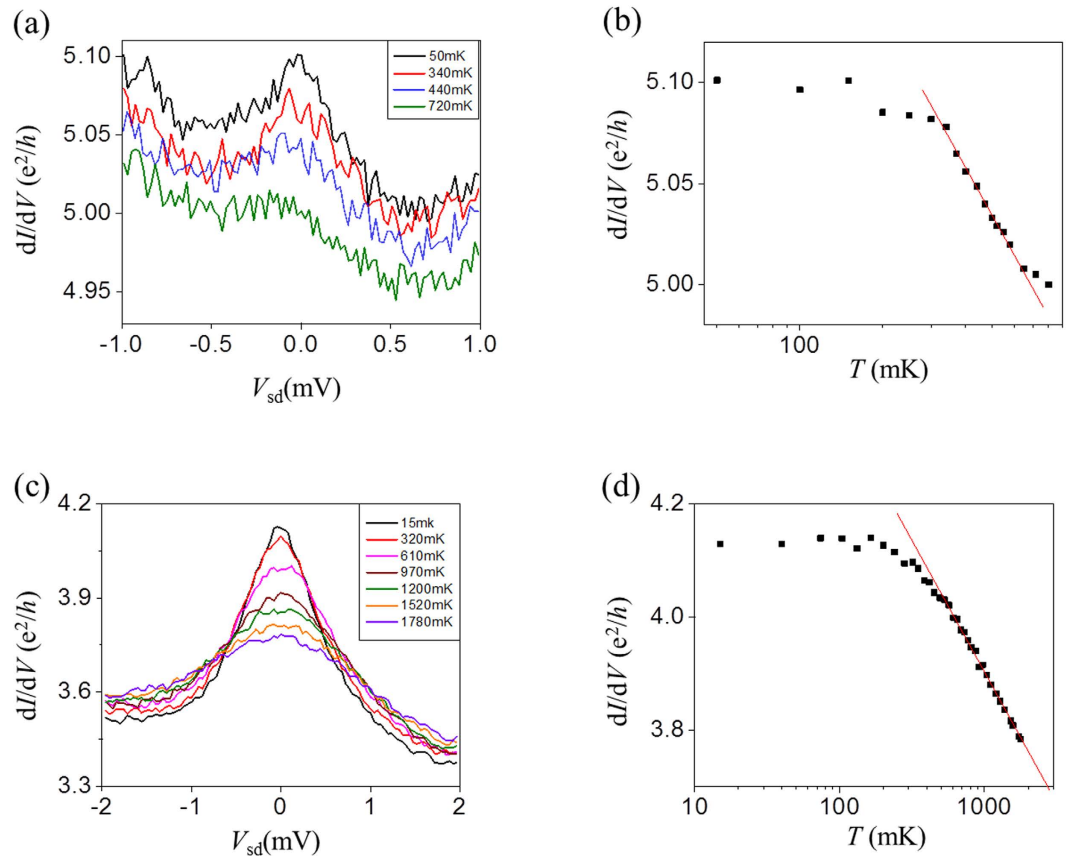 (a)
5.10
5.05
5.00
4.95
dI/dV (e²/h)
-1.0
-0.5
0.0
0.5
1.0
V_sd(mV)
50mK
340mK
440mK
720mK
(b)
5.10
5.05
5.00
dI/dV (e²/h)
100
T (mK)
(c)
4.2
3.9
3.6
3.3
dI/dV (e²/h)
-2
-1
0
1
2
V_sd(mV)
15mk
320mK
610mK
970mK
1200mK
1520mK
1780mK
(d)
4.2
4.0
3.8
dI/dV (e²/h)
10
100
1000
T (mK)